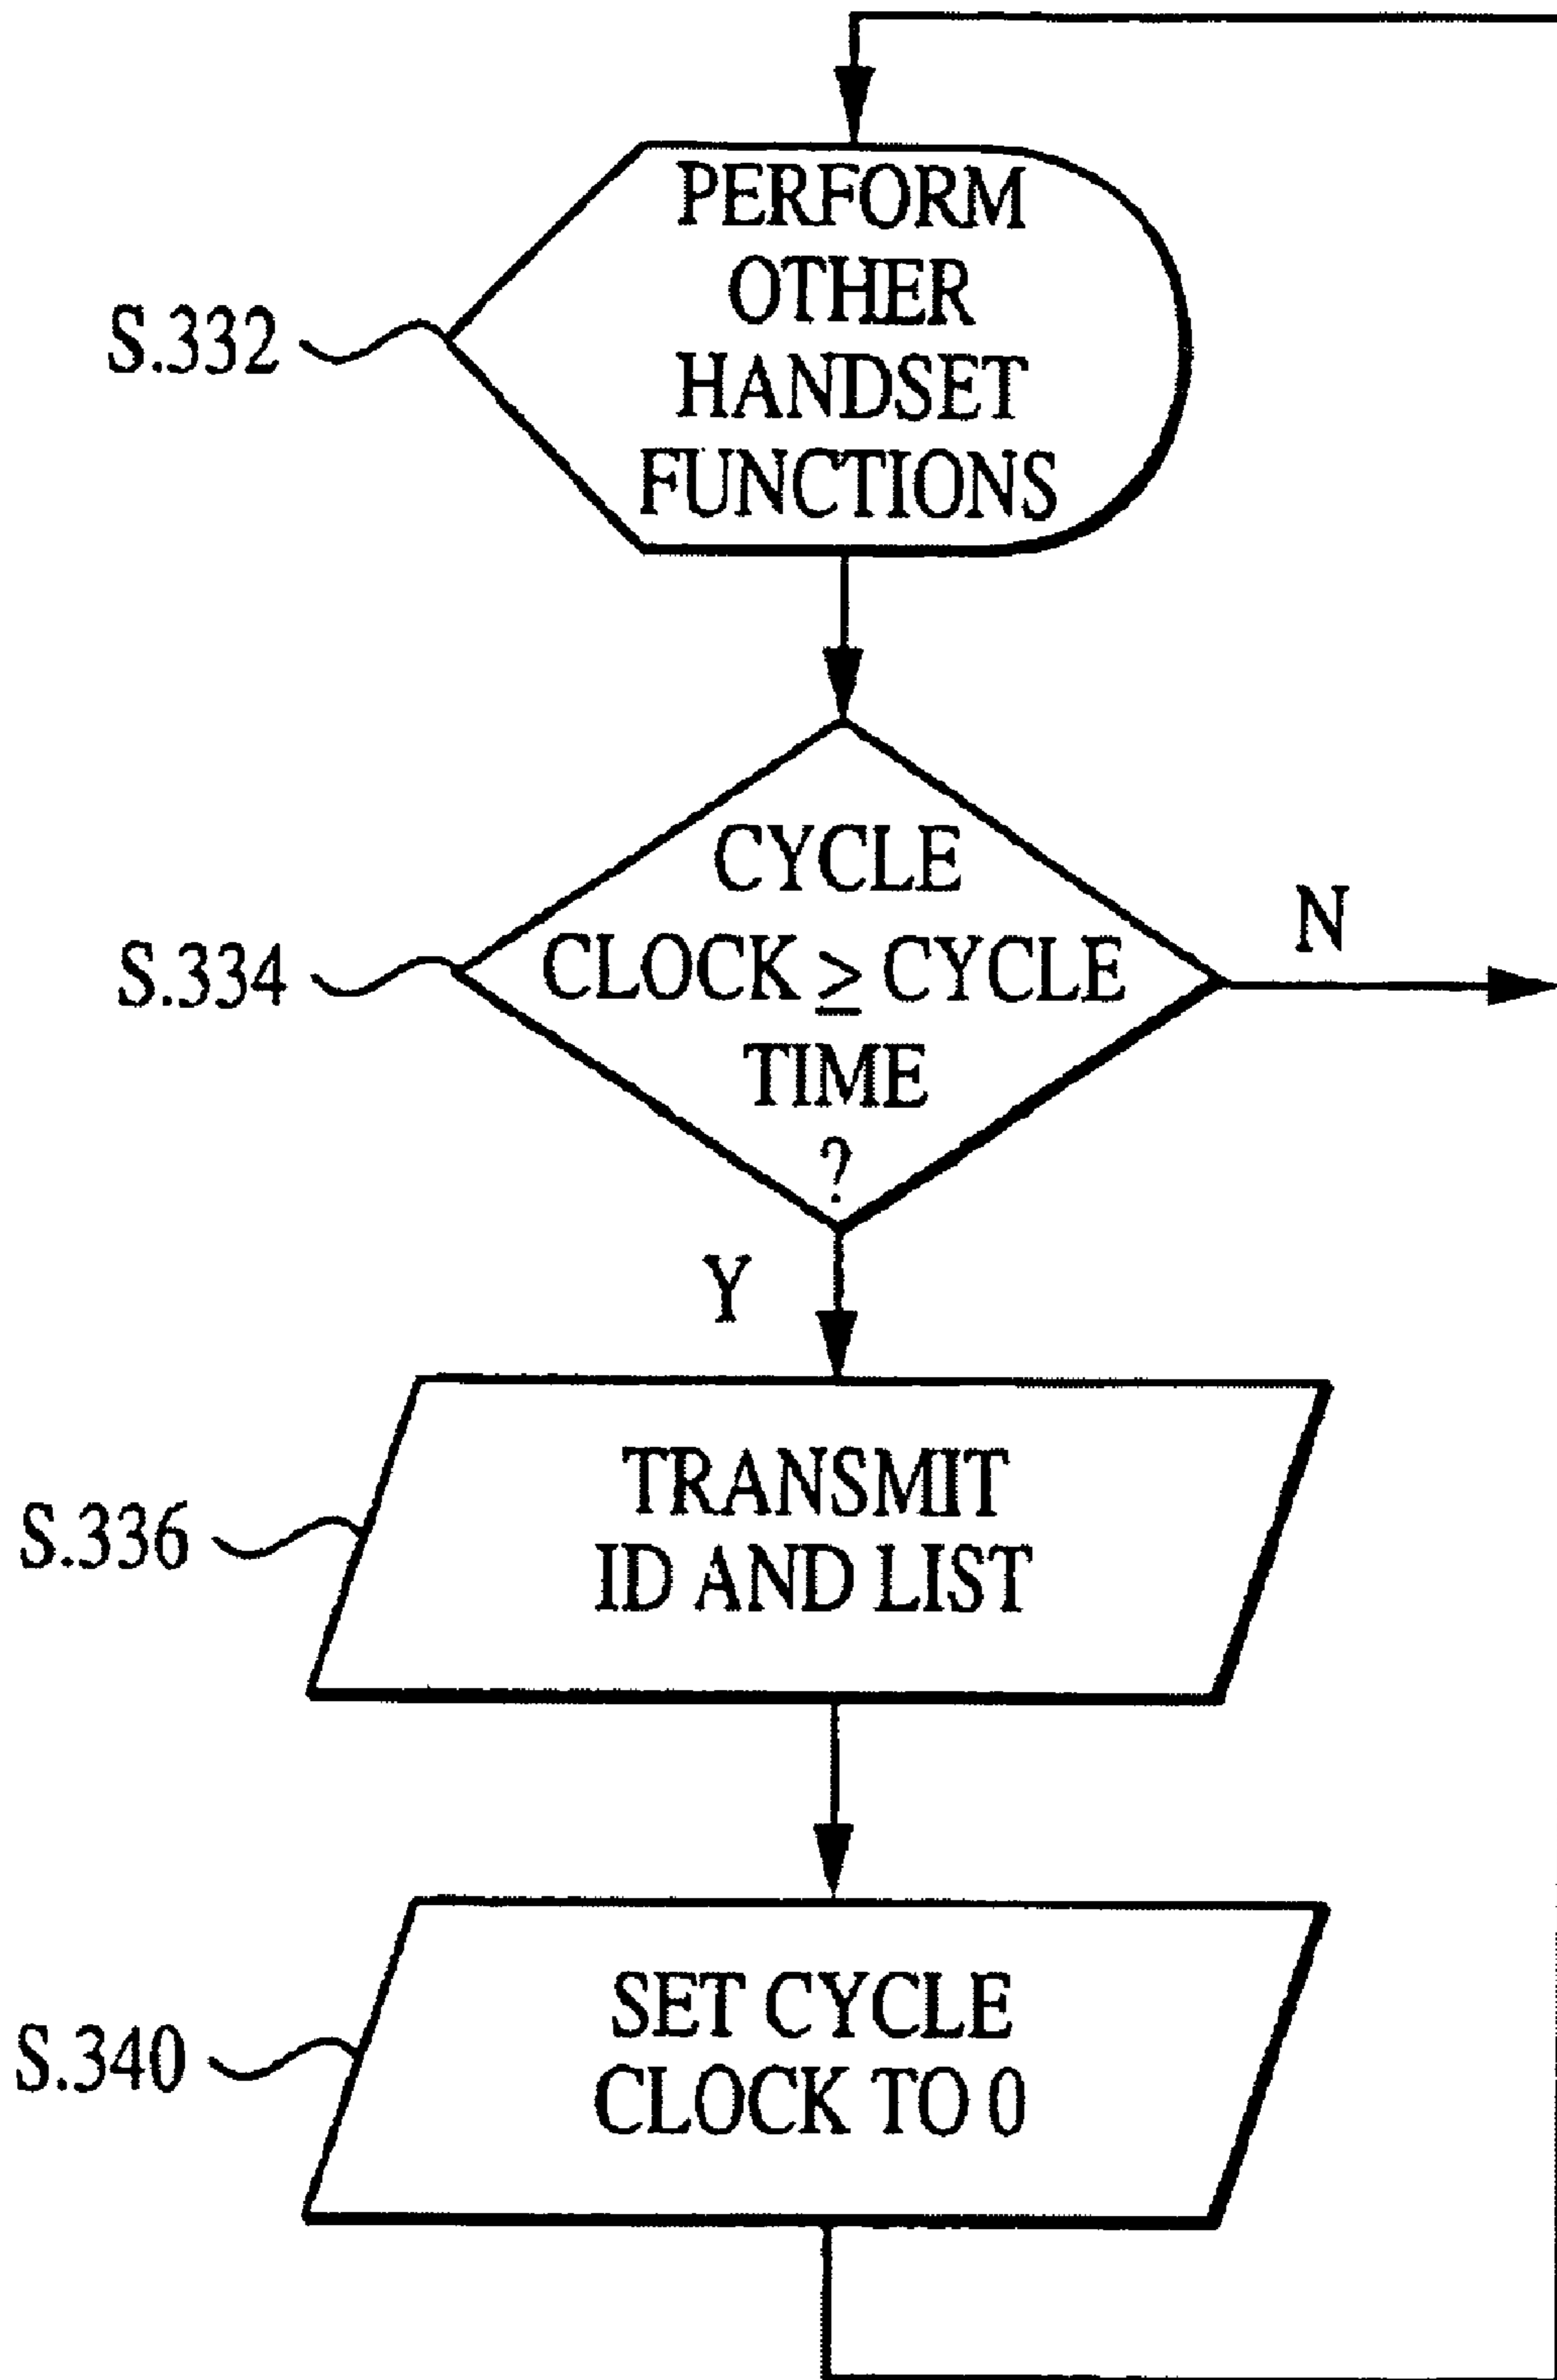 PERFORM
OTHER
HANDSET
FUNCTIONS
S.332
CYCLE
CLOCK ≥ CYCLE
TIME
?
S.334
N
Y
TRANSMIT
ID AND LIST
S.336
SET CYCLE
CLOCK TO 0
S.340